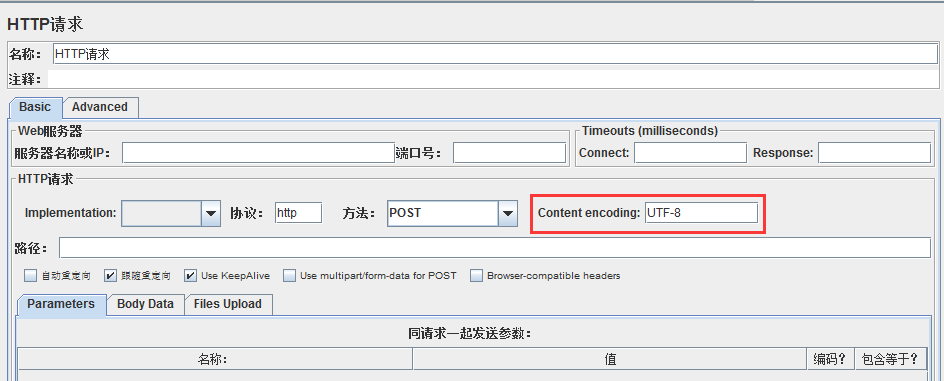 HTTP请求
名称： HTTP请求
注释：
Basic Advanced
Web服务器 Timeouts (milliseconds)
服务器名称或IP： 端口号： Connect: Response:
HTTP请求
Implementation: 协议： http 方法： POST Content encoding: UTF-8
路径：
自动重定向 跟随重定向 Use KeepAlive Use multipart/form-data for POST Browser-compatible headers
Parameters Body Data Files Upload
同请求一起发送参数：
名称： 值 编码？ 包含等于？